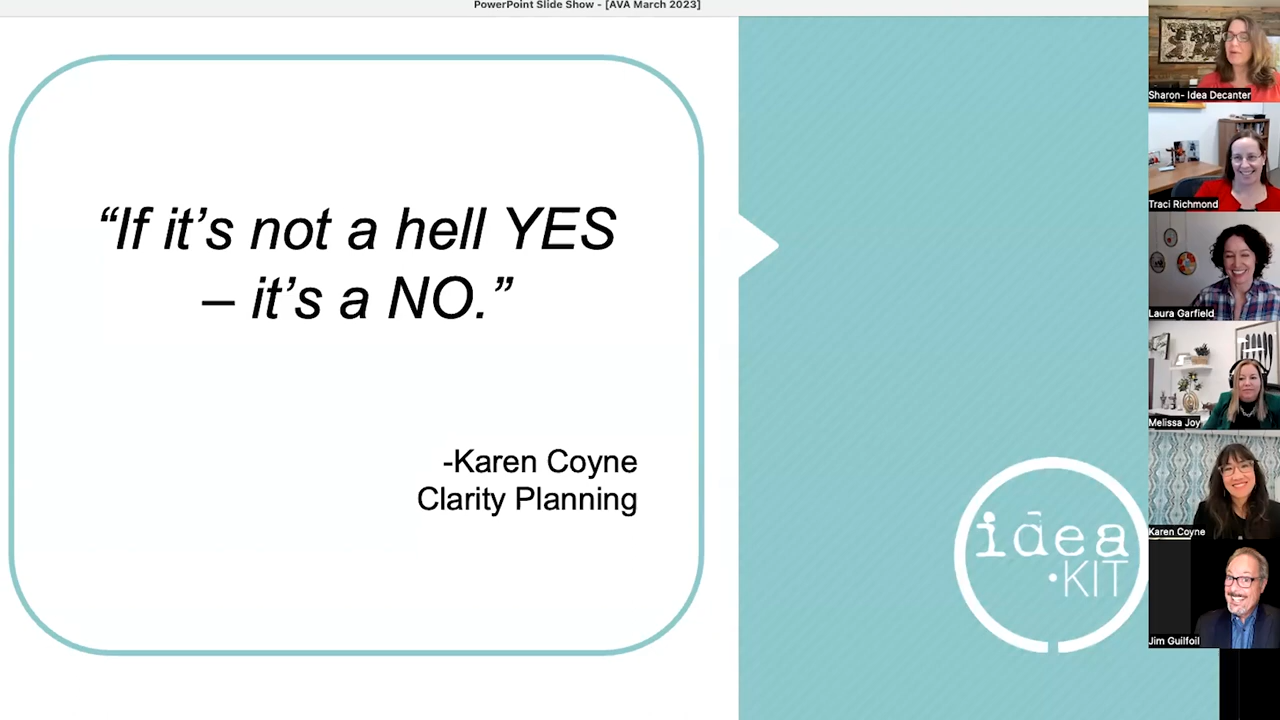 PowerPoint Slide Show - [AVA March 2023]
“If it’s not a hell YES
– it’s a NO.”
-Karen Coyne
Clarity Planning
idea
•KIT
Sharon- Idea Decanter
Traci Richmond
Laura Garfield
Melissa Joy
Karen Coyne
Jim Guilfoil